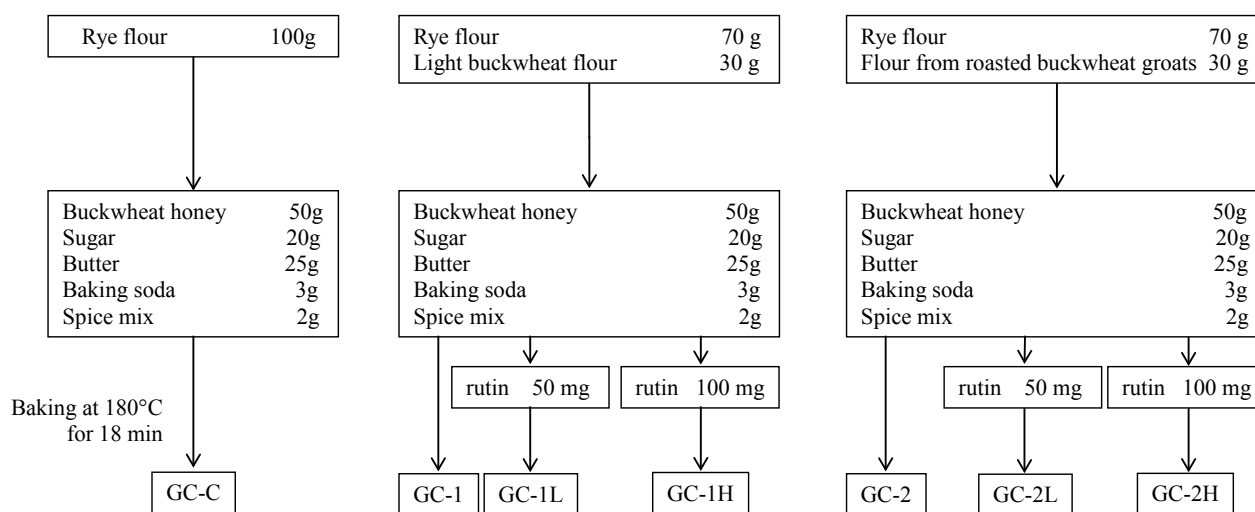 Rye flour 100g
Rye flour 70 g
Light buckwheat flour 30 g
Rye flour 70 g
Flour from roasted buckwheat groats 30 g
Buckwheat honey 50g
Sugar 20g
Butter 25g
Baking soda 3g
Spice mix 2g
Buckwheat honey 50g
Sugar 20g
Butter 25g
Baking soda 3g
Spice mix 2g
Buckwheat honey 50g
Sugar 20g
Butter 25g
Baking soda 3g
Spice mix 2g
rutin 50 mg
rutin 100 mg
rutin 50 mg
rutin 100 mg
Baking at 180°C
for 18 min
GC-C
GC-1
GC-1L
GC-1H
GC-2
GC-2L
GC-2H